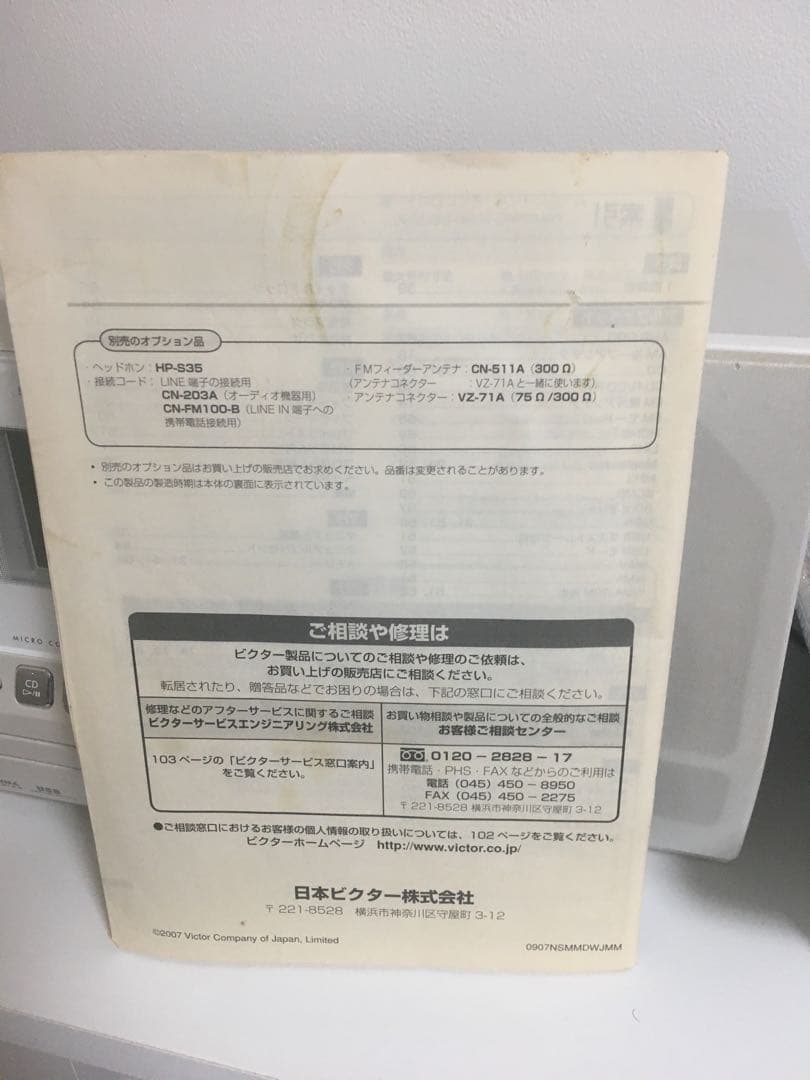 索引
別売のオプション品
・ヘッドホン：HP-S35
・接続コード： LINE 端子の接続用
CN-203A（オーディオ機器用）
CN-FM100-B（LINE IN 端子への
携帯電話接続用）
・FMフィーダーアンテナ：CN-511A（300 Ω）
（アンテナコネクター　　：VZ-71A と一緒に使います）
・アンテナコネクター：VZ-71A（75 Ω/300 Ω）
• 別売のオプション品はお買い上げの販売店でお求めください。品番は変更されることがあります。
• この製品の製造時期は本体の裏面に表示されています。
ご相談や修理は
ビクター製品についてのご相談や修理のご依頼は、
お買い上げの販売店にご相談ください。
転居されたり、贈答品などでお困りの場合は、下記の窓口にご相談ください。
修理などのアフターサービスに関するご相談
ビクターサービスエンジニアリング株式会社
103ページの「ビクターサービス窓口案内」
をご覧ください。
お買い物相談や製品についての全般的なご相談
お客様ご相談センター
0120－2828－17
携帯電話・PHS・FAXなどからのご利用は
電話（045）450－8950
FAX（045）450－2275
〒221-8528 横浜市神奈川区守屋町 3-12
●ご相談窓口におけるお客様の個人情報の取り扱いについては、102ページをご覧ください。
ビクターホームページ　http://www.victor.co.jp/
日本ビクター株式会社
〒221-8528　横浜市神奈川区守屋町 3-12
©2007 Victor Company of Japan, Limited
0907NSMMDWJMM
MICRO CO
CD